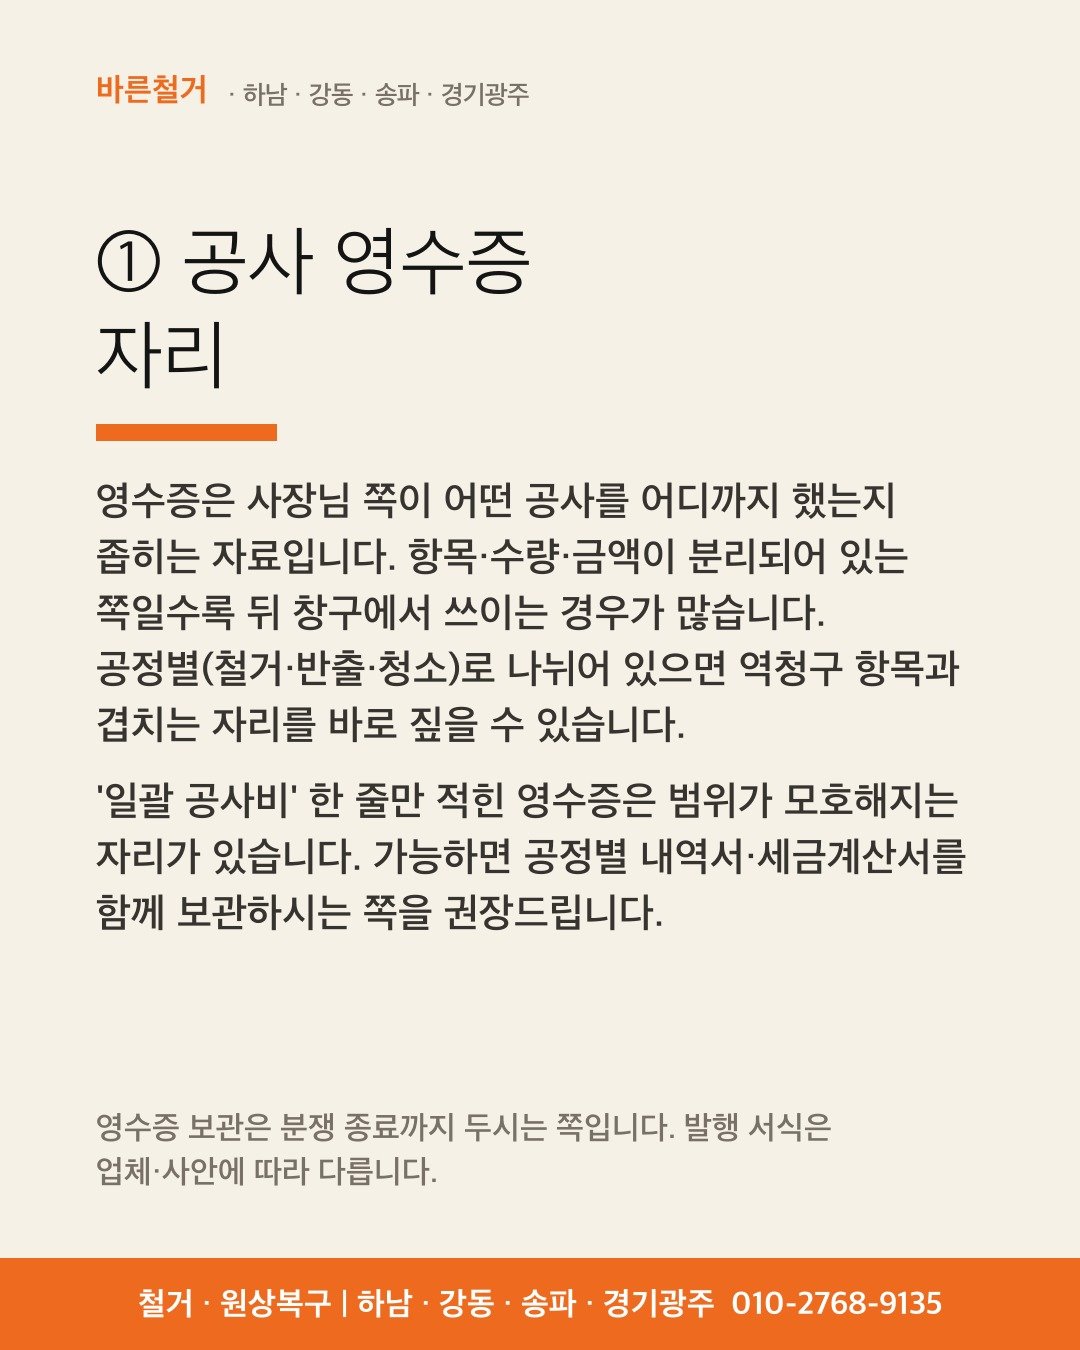 바른철거 · 하남 · 강동 · 송파 · 경기광주
① 공사 영수증
자리
영수증은 사장님 쪽이 어떤 공사를 어디까지 했는지
좁히는 자료입니다. 항목·수량·금액이 분리되어 있는
쪽일수록 뒤 창구에서 쓰이는 경우가 많습니다.
공정별(철거·반출·청소)로 나뉘어 있으면 역청구 항목과
겹치는 자리를 바로 짚을 수 있습니다.
'일괄 공사비' 한 줄만 적힌 영수증은 범위가 모호해지는
자리가 있습니다. 가능하면 공정별 내역서·세금계산서를
함께 보관하시는 쪽을 권장드립니다.
영수증 보관은 분쟁 종료까지 두시는 쪽입니다. 발행 서식은
업체·사안에 따라 다릅니다.
철거 · 원상복구 | 하남 · 강동 · 송파 · 경기광주 010-2768-9135